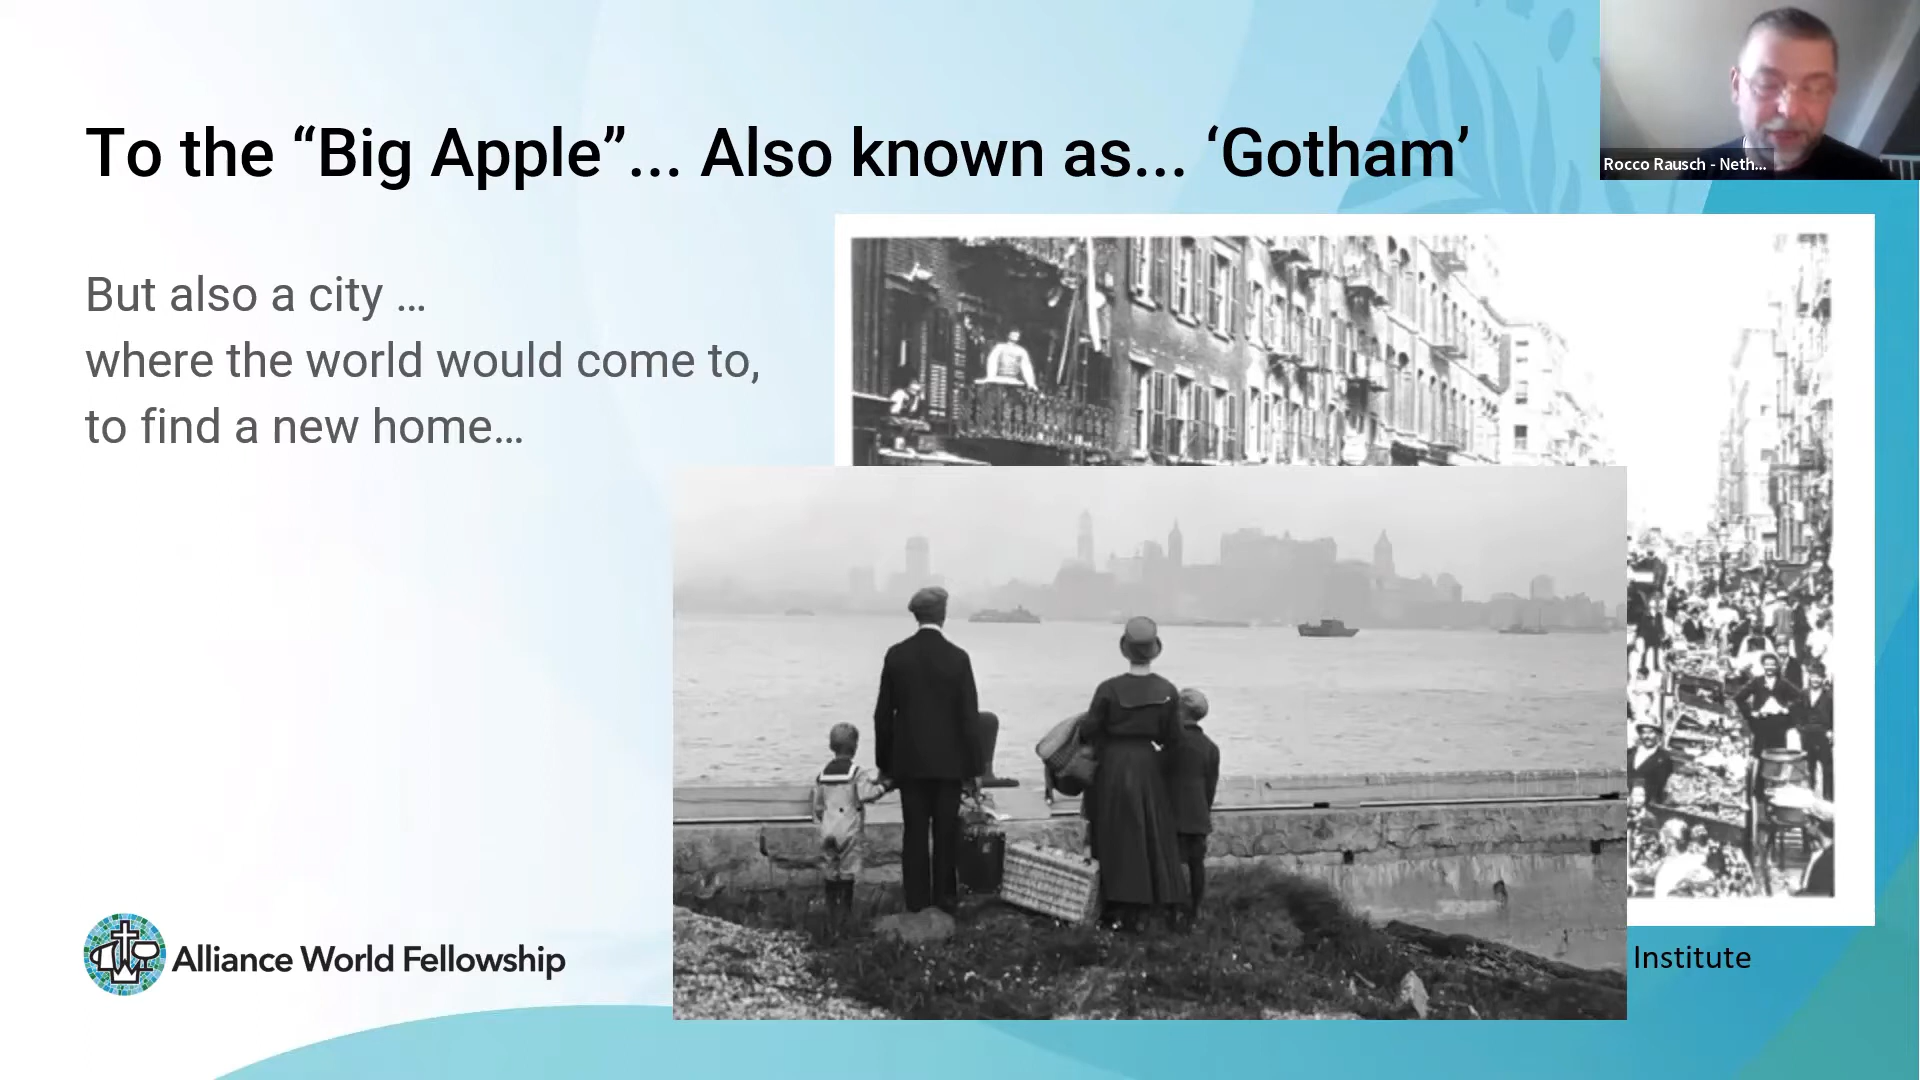 To the “Big Apple”... Also known as... ‘Gotham’
Rocco Rausch - Neth...
But also a city …
where the world would come to,
to find a new home…
Alliance World Fellowship
Institute